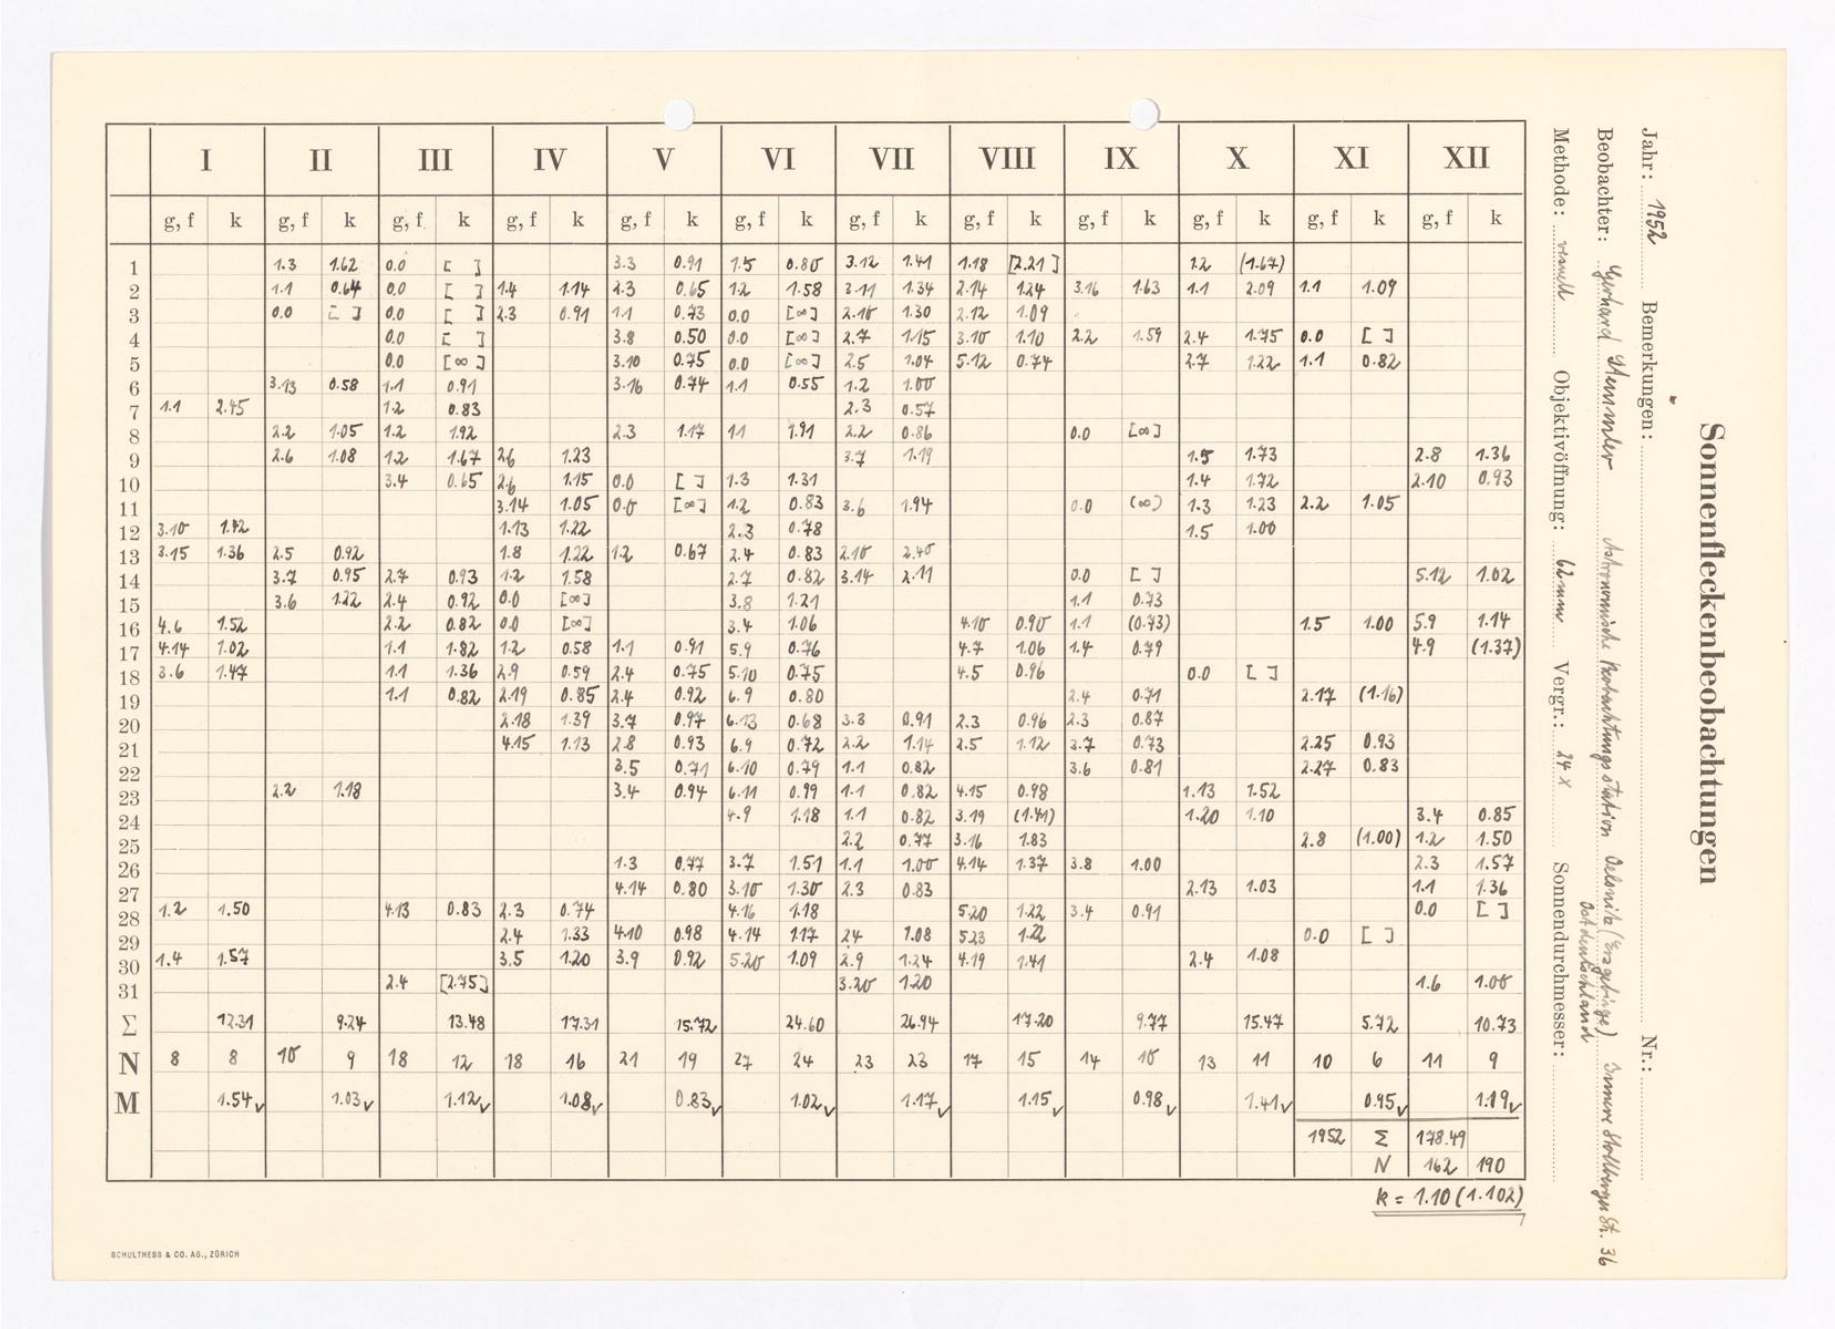 Sonnenfleckenbeobachtungen
Jahr: 1952 Bemerkungen: Nr.:
Beobachter: Gerhard Astronomische Beobachtungsstation Oelsnitz (Erzgebirge) Innere Stollberger St. 36
Ostdeutschland
Methode: visuell Objektivöffnung: 62mm Vergr.: 24 x Sonnendurchmesser:
I II III IV V VI VII VIII IX X XI XII
g, f k g, f k g, f k g, f k g, f k g, f k g, f k g, f k g, f k g, f k g, f k g, f k
1 1.3 1.62 0.0 [ ] 3.3 0.91 1.5 0.80 3.12 1.41 1.18 [2.21] 1.2 (1.67)
2 1.1 0.64 0.0 [ ] 1.4 1.14 2.3 0.65 1.2 1.58 3.11 1.34 2.14 1.24 3.16 1.63 1.1 2.09 1.1 1.09
3 0.0 [ ] 0.0 [ ] 2.3 0.91 1.1 0.73 0.0 [∞] 2.10 1.30 2.12 1.09
4 0.0 [ ] 3.8 0.50 0.0 [∞] 2.7 1.15 3.10 1.10 2.2 1.59 2.4 1.75 0.0 [ ]
5 0.0 [∞] 3.10 0.75 0.0 [∞] 2.5 1.04 5.12 0.74 2.7 1.22 1.1 0.82
6 3.13 0.58 1.1 0.91 3.16 0.74 1.1 0.55 1.2 1.00
7 1.1 2.45 1.2 0.83 2.3 0.57
8 2.2 1.05 1.2 1.92 2.3 1.17 1.1 1.91 2.2 0.86 0.0 [∞]
9 2.6 1.08 1.2 1.67 2.6 1.23 3.7 1.19 1.5 1.73 2.8 1.36
10 3.4 0.65 2.6 1.15 0.0 [ ] 1.3 1.31 1.4 1.72 2.10 0.93
11 3.14 1.05 0.0 [∞] 1.2 0.83 3.6 1.94 0.0 (∞) 1.3 1.23 2.2 1.05
12 3.10 1.42 1.13 1.22 2.3 0.78 1.5 1.00
13 3.15 1.36 2.5 0.92 1.8 1.22 1.2 0.67 2.4 0.83 2.10 2.40
14 3.7 0.95 2.7 0.93 1.2 1.58 2.7 0.82 3.14 2.11 0.0 [ ] 5.12 1.02
15 3.6 1.22 2.4 0.92 0.0 [∞] 3.8 1.21 1.1 0.73
16 4.6 1.52 2.2 0.82 0.0 [∞] 3.4 1.06 4.10 0.90 1.1 (0.73) 1.5 1.00 5.9 1.14
17 4.14 1.02 1.1 1.82 1.2 0.58 1.1 0.91 5.9 0.76 4.7 1.06 1.4 0.79 4.9 (1.37)
18 3.6 1.47 1.1 1.36 2.9 0.59 2.4 0.75 5.10 0.75 4.5 0.96 0.0 [ ]
19 1.1 0.82 2.19 0.85 2.4 0.92 6.9 0.80 2.4 0.71 2.17 (1.16)
20 2.18 1.39 3.7 0.97 6.13 0.68 3.8 0.91 2.3 0.96 2.3 0.87
21 4.15 1.13 2.8 0.93 6.9 0.72 2.2 1.14 2.5 1.12 3.7 0.73 2.25 0.93
22 3.5 0.71 6.10 0.79 1.1 0.82 3.6 0.81 2.27 0.83
23 2.2 1.18 3.4 0.94 6.11 0.99 1.1 0.82 4.15 0.98 1.13 1.52
24 4.9 1.18 1.1 0.82 3.19 (1.41) 1.20 1.10 3.4 0.85
25 2.2 0.77 3.16 1.83 2.8 (1.00) 1.2 1.50
26 1.3 0.77 3.7 1.51 1.1 1.00 4.14 1.37 3.8 1.00 2.3 1.57
27 4.14 0.80 3.10 1.30 2.3 0.83 2.13 1.03 1.1 1.36
28 1.2 1.50 4.13 0.83 2.3 0.74 4.16 1.18 5.20 1.22 3.4 0.91 0.0 [ ]
29 2.4 1.33 4.10 0.98 4.14 1.17 2.4 1.08 5.23 1.22 0.0 [ ]
30 1.4 1.57 3.5 1.20 3.9 0.92 5.20 1.09 2.9 1.24 4.19 1.41 2.4 1.08
31 2.4 [2.75] 3.20 1.20 1.6 1.00
Σ 12.31 9.24 13.48 17.31 15.72 24.60 26.94 17.20 9.77 15.47 5.72 10.73
N 8 8 10 9 18 12 18 16 21 19 27 24 23 23 17 15 14 10 13 11 10 6 11 9
M 1.54✓ 1.03✓ 1.12✓ 1.08✓ 0.83✓ 1.02✓ 1.17✓ 1.15✓ 0.98✓ 1.41✓ 0.95✓ 1.19✓
1952 Σ 178.49
N 162 190
k = 1.10 (1.102)
SCHULTHESS & CO. AG., ZÜRICH